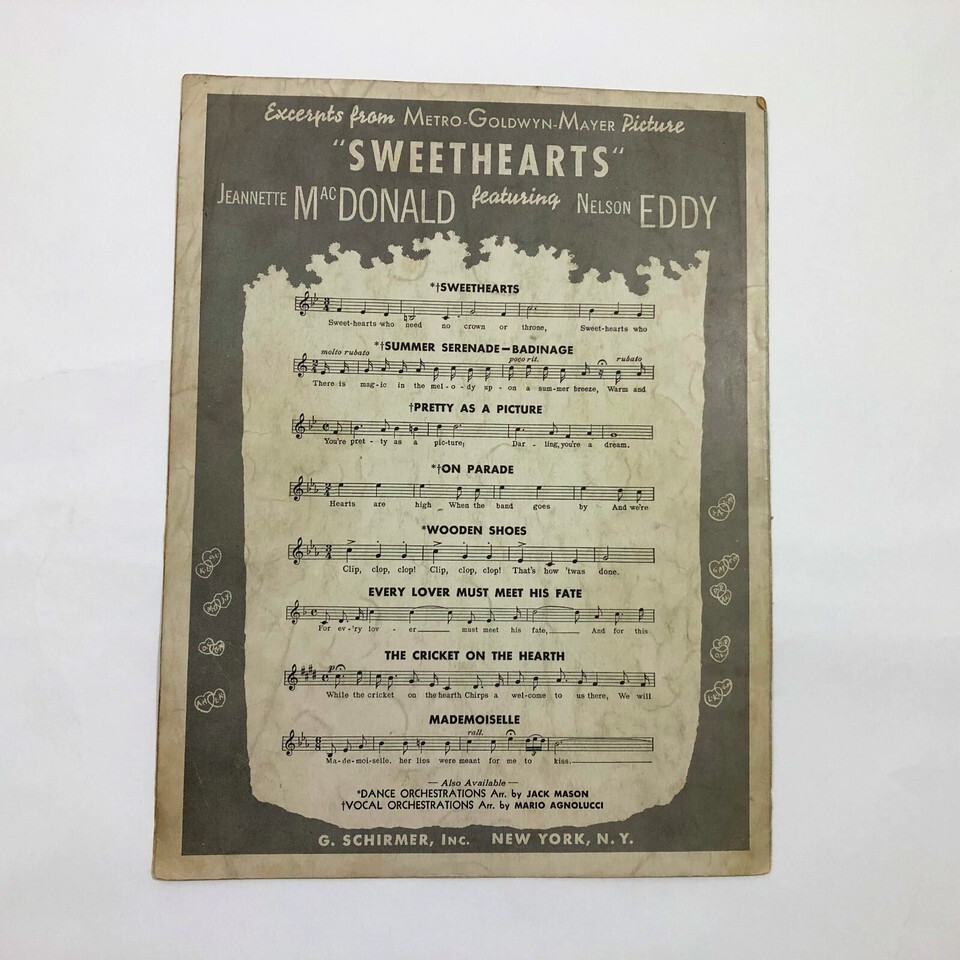 Excerpts from METRO-GOLDWYN-MAYER Picture
"SWEETHEARTS"
JEANNETTE MACDONALD featuring NELSON EDDY
*†SWEETHEARTS
Sweet-hearts who need no crown or throne, Sweet-hearts who
*†SUMMER SERENADE—BADINAGE
molto rubato poco rit. rubato
There is mag-ic in the mel-o-dy up-on a sum-mer breeze, Warm and
†PRETTY AS A PICTURE
You're pret-ty as a pic-ture; Dar-ling, you're a dream.
*†ON PARADE
Hearts are high When the band goes by And we're
*WOODEN SHOES
Clip, clop, clop! Clip, clop, clop! That's how 'twas done.
EVERY LOVER MUST MEET HIS FATE
For ev-'ry lov-er must meet his fate, And for this
THE CRICKET ON THE HEARTH
p
While the cricket on the hearth Chirps a wel-come to us there, We will
MADEMOISELLE
rall.
Ma-de-moi-selle, her lips were meant for me to kiss.
— Also Available —
*DANCE ORCHESTRATIONS Arr. by JACK MASON
†VOCAL ORCHESTRATIONS Arr. by MARIO AGNOLUCCI
G. SCHIRMER, INC. NEW YORK, N. Y.